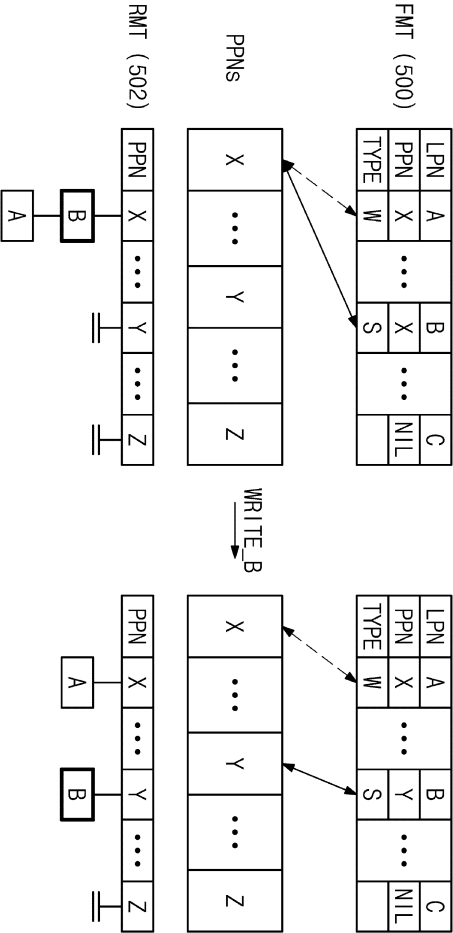 LPN A B C
FMT (500) PPN X ... X ... NIL
TYPE W S
PPNs X ... Y ... Z
RMT (502) PPN X ... Y ... Z
B
A
WRITE_B
LPN A B C
PPN X ... Y ... NIL
TYPE W S
X ... Y ... Z
PPN X ... Y ... Z
A B